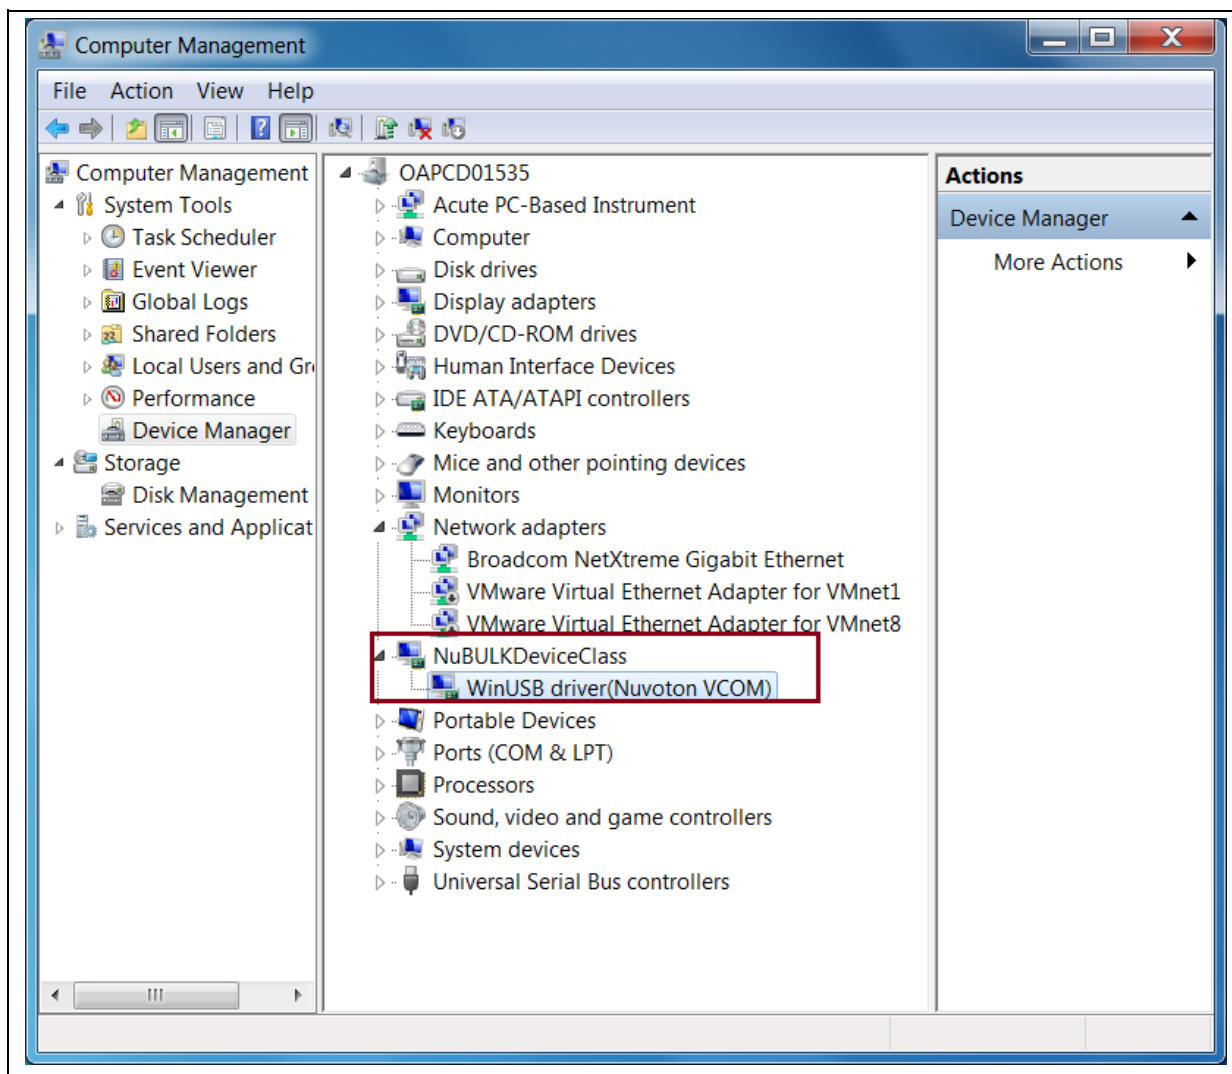 Computer Management
File Action View Help
Computer Management
System Tools
Task Scheduler
Event Viewer
Global Logs
Shared Folders
Local Users and Gr
Performance
Device Manager
Storage
Disk Management
Services and Applicat
OAPCD01535
Acute PC-Based Instrument
Computer
Disk drives
Display adapters
DVD/CD-ROM drives
Human Interface Devices
IDE ATA/ATAPI controllers
Keyboards
Mice and other pointing devices
Monitors
Network adapters
Broadcom NetXtreme Gigabit Ethernet
VMware Virtual Ethernet Adapter for VMnet1
VMware Virtual Ethernet Adapter for VMnet8
NuBULKDeviceClass
WinUSB driver(Nuvoton VCOM)
Portable Devices
Ports (COM & LPT)
Processors
Sound, video and game controllers
System devices
Universal Serial Bus controllers
Actions
Device Manager
More Actions